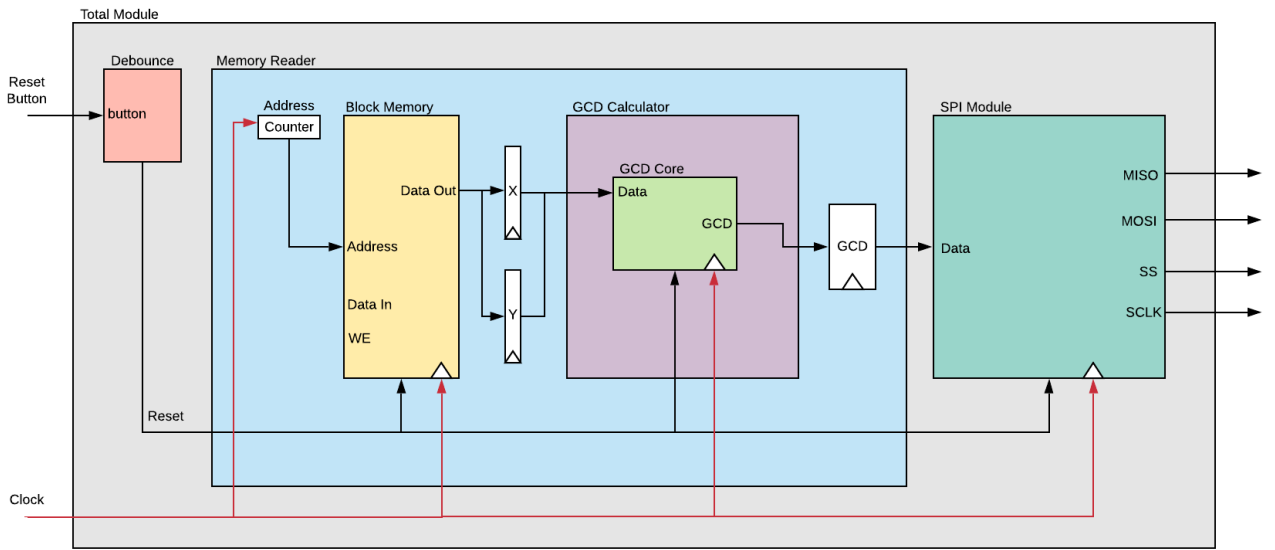 Total Module
Debounce
Memory Reader
Reset
Button
button
Address
Counter
Block Memory
Data Out
Address
Data In
WE
X
Y
GCD Calculator
GCD Core
Data
GCD
GCD
SPI Module
Data
MISO
MOSI
SS
SCLK
Reset
Clock